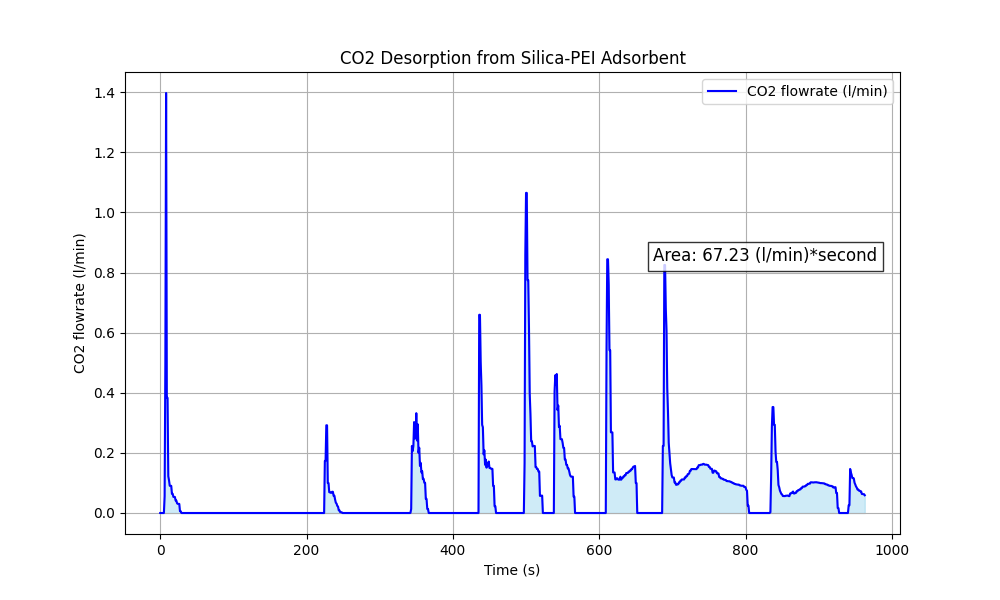 CO2 Desorption from Silica-PEI Adsorbent
CO2 flowrate (l/min)
Area: 67.23 (l/min)*second
CO2 flowrate (l/min)
1.4
1.2
1.0
0.8
0.6
0.4
0.2
0.0
0 200 400 600 800 1000
Time (s)